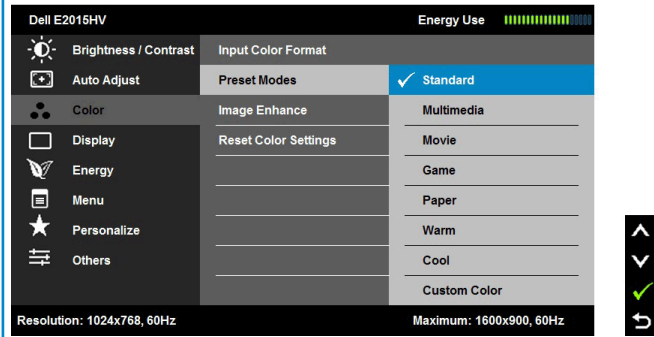 Dell E2015HV Energy Use
Brightness / Contrast Input Color Format
Auto Adjust Preset Modes Standard
Color Image Enhance Multimedia
Display Reset Color Settings Movie
Energy Game
Menu Paper
Personalize Warm
Others Cool
Custom Color
Resolution: 1024x768, 60Hz Maximum: 1600x900, 60Hz